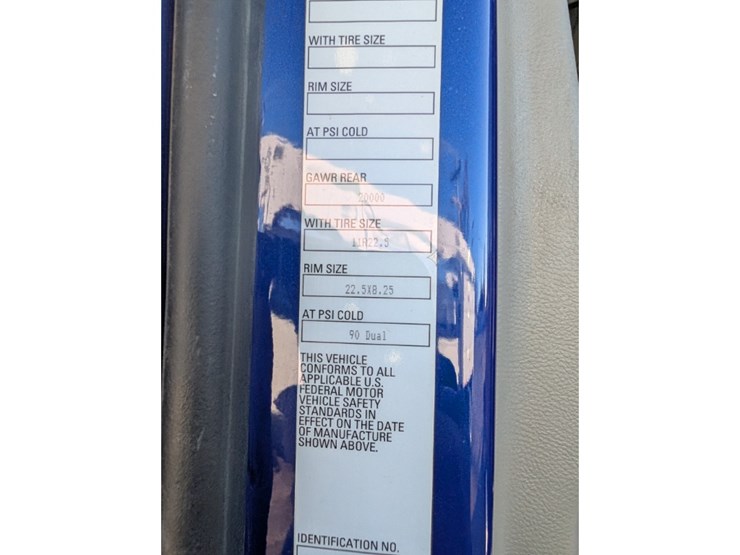 WITH TIRE SIZE
RIM SIZE
AT PSI COLD
GAWR REAR
20000
WITH TIRE SIZE
11R22.5
RIM SIZE
22.5X8.25
AT PSI COLD
90 Dual
THIS VEHICLE
CONFORMS TO ALL
APPLICABLE U.S.
FEDERAL MOTOR
VEHICLE SAFETY
STANDARDS IN
EFFECT ON THE DATE
OF MANUFACTURE
SHOWN ABOVE.
IDENTIFICATION NO.